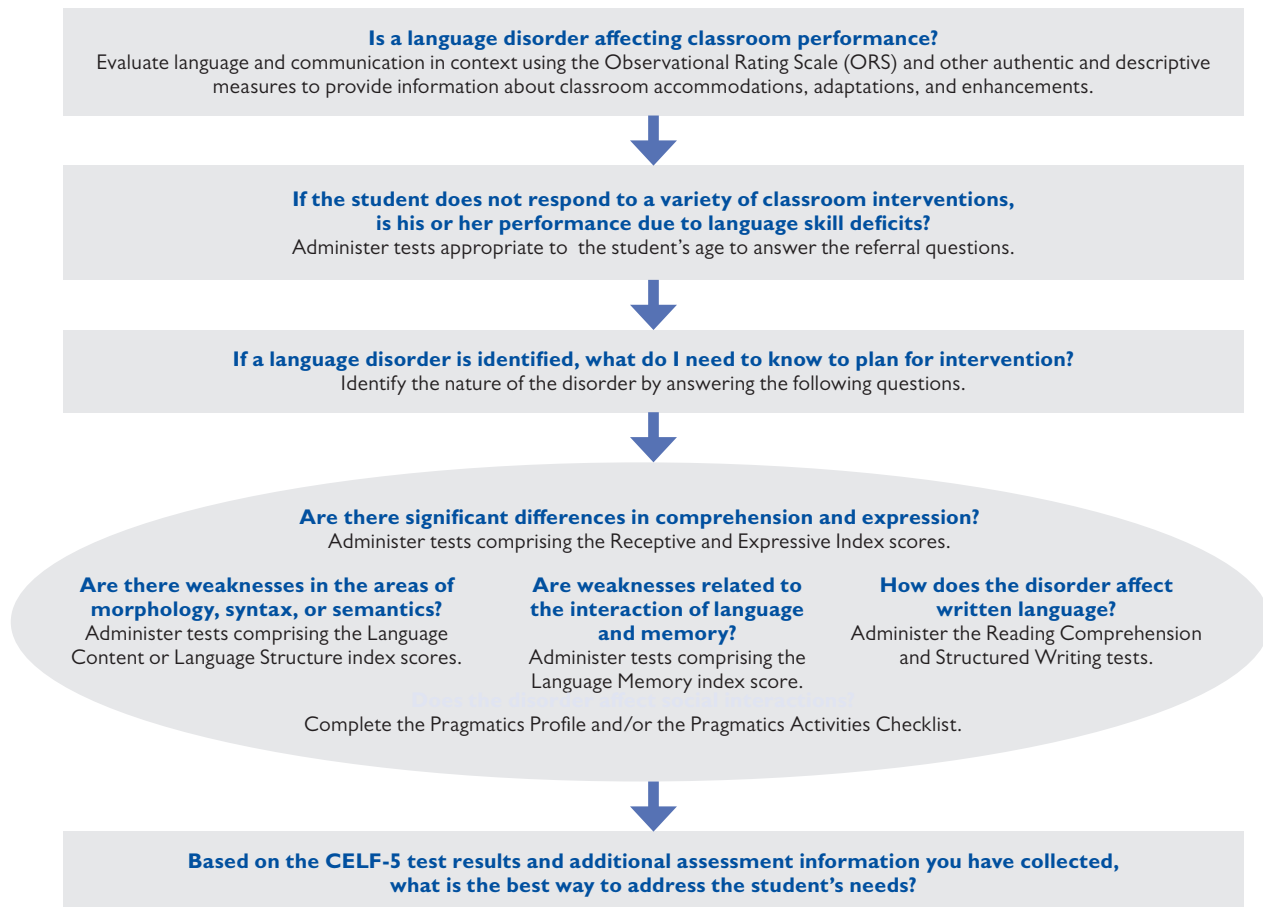 Is a language disorder affecting classroom performance?
Evaluate language and communication in context using the Observational Rating Scale (ORS) and other authentic and descriptive
measures to provide information about classroom accommodations, adaptations, and enhancements.
If the student does not respond to a variety of classroom interventions,
is his or her performance due to language skill deficits?
Administer tests appropriate to the student’s age to answer the referral questions.
If a language disorder is identified, what do I need to know to plan for intervention?
Identify the nature of the disorder by answering the following questions.
Are there significant differences in comprehension and expression?
Administer tests comprising the Receptive and Expressive Index scores.
Are there weaknesses in the areas of
morphology, syntax, or semantics?
Administer tests comprising the Language
Content or Language Structure index scores.
Are weaknesses related to
the interaction of language
and memory?
Administer tests comprising the
Language Memory index score.
How does the disorder affect
written language?
Administer the Reading Comprehension
and Structured Writing tests.
Does the disorder affect social interactions?
Complete the Pragmatics Profile and/or the Pragmatics Activities Checklist.
Based on the CELF-5 test results and additional assessment information you have collected,
what is the best way to address the student’s needs?